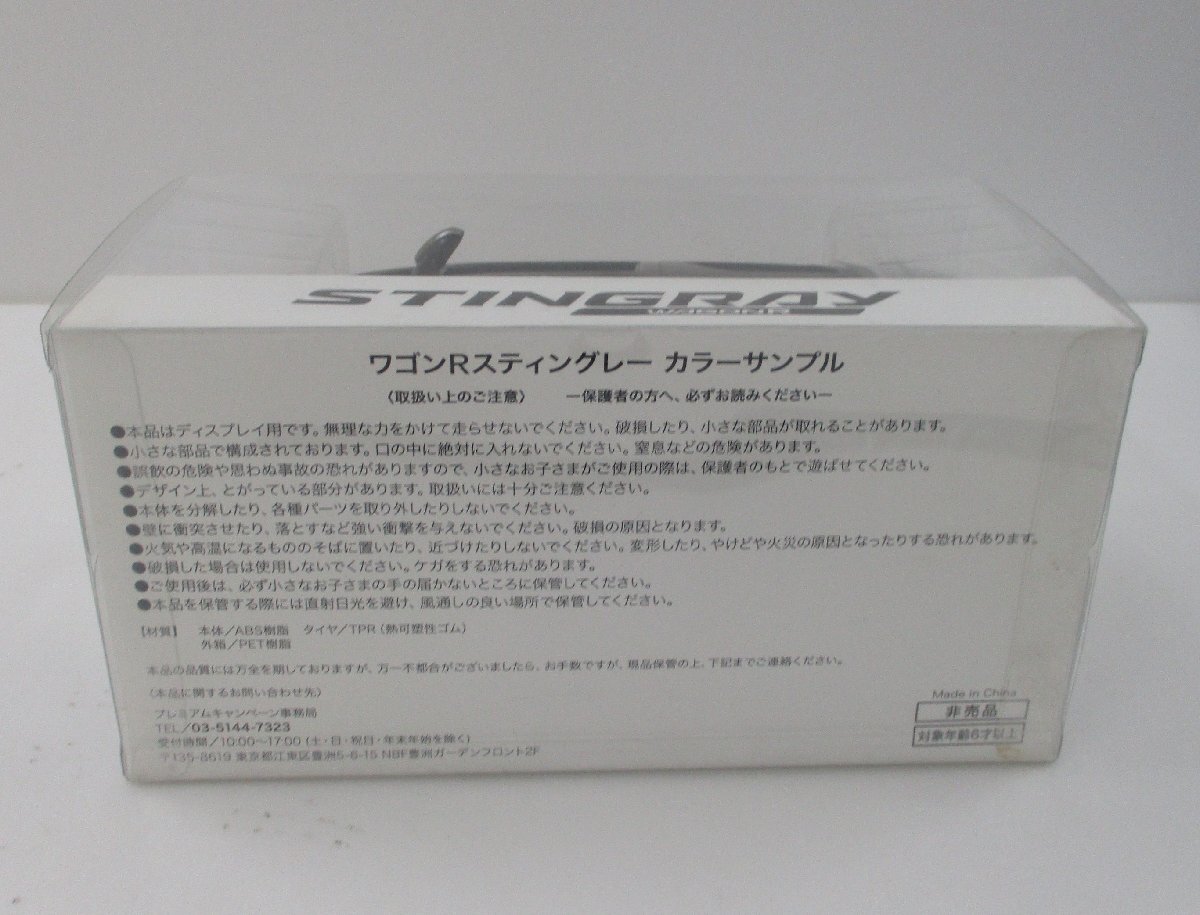 STINGRAY
WAGON R
ワゴンRスティングレー カラーサンプル
〈取扱い上のご注意〉 ー保護者の方へ、必ずお読みくださいー
●本品はディスプレイ用です。無理な力をかけて走らせないでください。破損したり、小さな部品が取れることがあります。
●小さな部品で構成されております。口の中に絶対に入れないでください。窒息などの危険があります。
●誤飲の危険や思わぬ事故の恐れがありますので、小さなお子さまがご使用の際は、保護者のもとで遊ばせてください。
●デザイン上、とがっている部分があります。取扱いには十分ご注意ください。
●本体を分解したり、各種パーツを取り外したりしないでください。
●壁に衝突させたり、落とすなど強い衝撃を与えないでください。破損の原因となります。
●火気や高温になるもののそばに置いたり、近づけたりしないでください。変形したり、やけどや火災の原因となったりする恐れがあります。
●破損した場合は使用しないでください。ケガをする恐れがあります。
●ご使用後は、必ず小さなお子さまの手の届かないところに保管してください。
●本品を保管する際には直射日光を避け、風通しの良い場所で保管してください。
【材質】 本体／ABS樹脂 タイヤ／TPR（熱可塑性ゴム）
外箱／PET樹脂
本品の品質には万全を期しておりますが、万一不都合がございましたら、お手数ですが、現品保管の上、下記までご連絡ください。
〈本品に関するお問い合わせ先〉
プレミアムキャンペーン事務局
TEL／03-5144-7323
受付時間／10:00〜17:00（土・日・祝日・年末年始を除く）
〒135-8619 東京都江東区豊洲5-6-15 NBF豊洲ガーデンフロント2F
Made in China
非売品
対象年齢6才以上